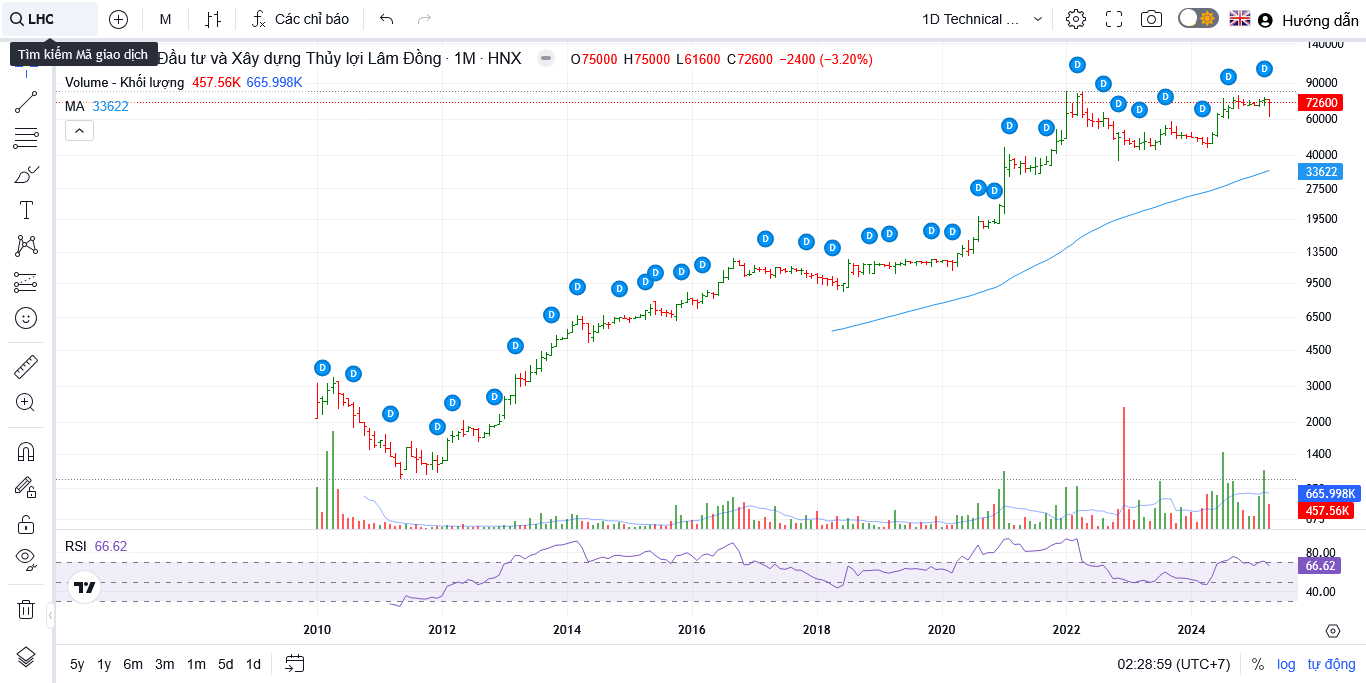 LHC
M
Các chỉ báo
1D Technical ...
Hướng dẫn
Tìm kiếm Mã giao dịch
Đầu tư và Xây dựng Thủy lợi Lâm Đồng · 1M · HNX
O75000 H75000 L61600 C72600 −2400 (−3.20%)
Volume - Khối lượng 457.56K 665.998K
MA 33622
140000
90000
72600
60000
40000
33622
27500
19500
13500
9500
6500
4500
3000
2000
1400
665.998K
457.56K
D D D D D D D D D D D D D D D D D D D D D D D D D D D D D D D D D D D
RSI 66.62
80.00
66.62
40.00
2010 2012 2014 2016 2018 2020 2022 2024
5y 1y 6m 3m 1m 5d 1d
02:28:59 (UTC+7) % log tự động